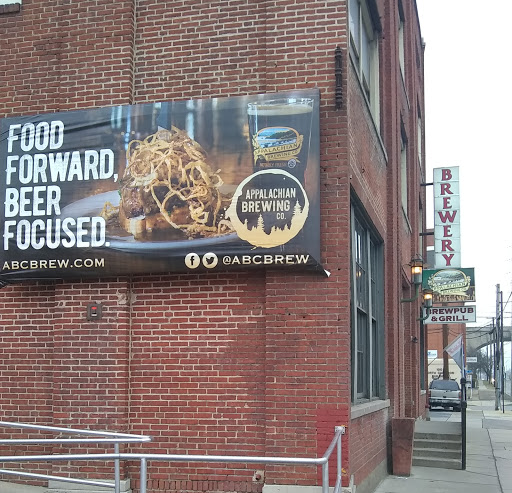 FOOD
FORWARD,
BEER
FOCUSED.
ABCBREW.COM
@ABCBREW
APPALACHIAN
BREWING
CO.
BREWERY
BREWPUB
& GRILL